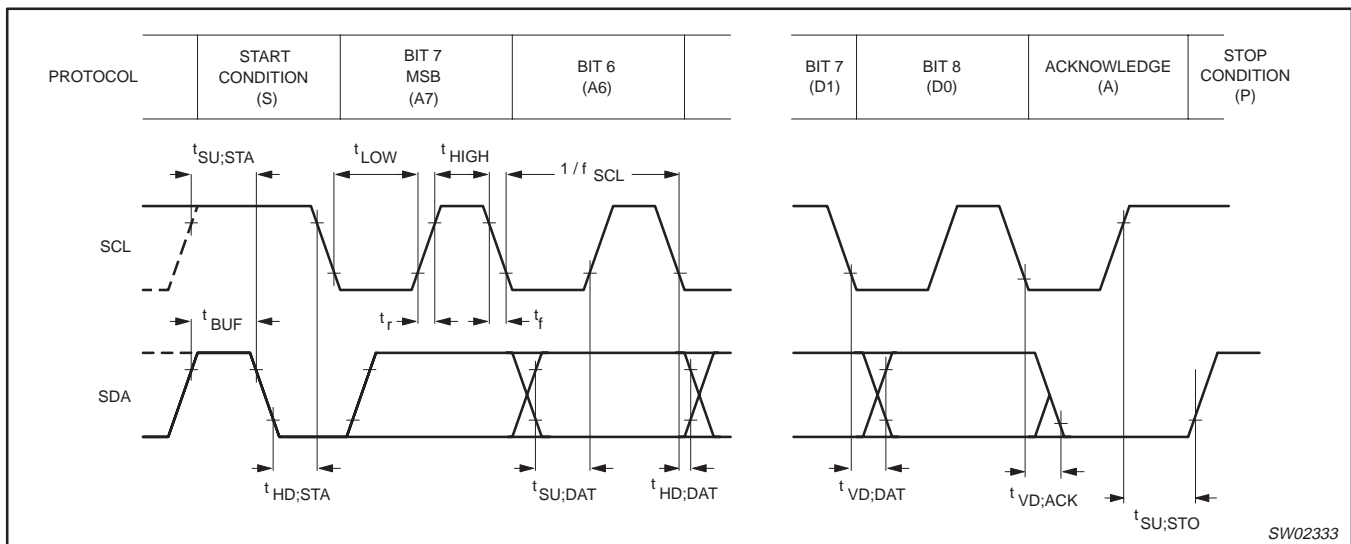 PROTOCOL
START
CONDITION
(S)
BIT 7
MSB
(A7)
BIT 6
(A6)
BIT 7
(D1)
BIT 8
(D0)
ACKNOWLEDGE
(A)
STOP
CONDITION
(P)
tSU;STA
tLOW
tHIGH
1 / fSCL
SCL
tBUF
tr
tf
SDA
tHD;STA
tSU;DAT
tHD;DAT
tVD;DAT
tVD;ACK
tSU;STO
SW02333